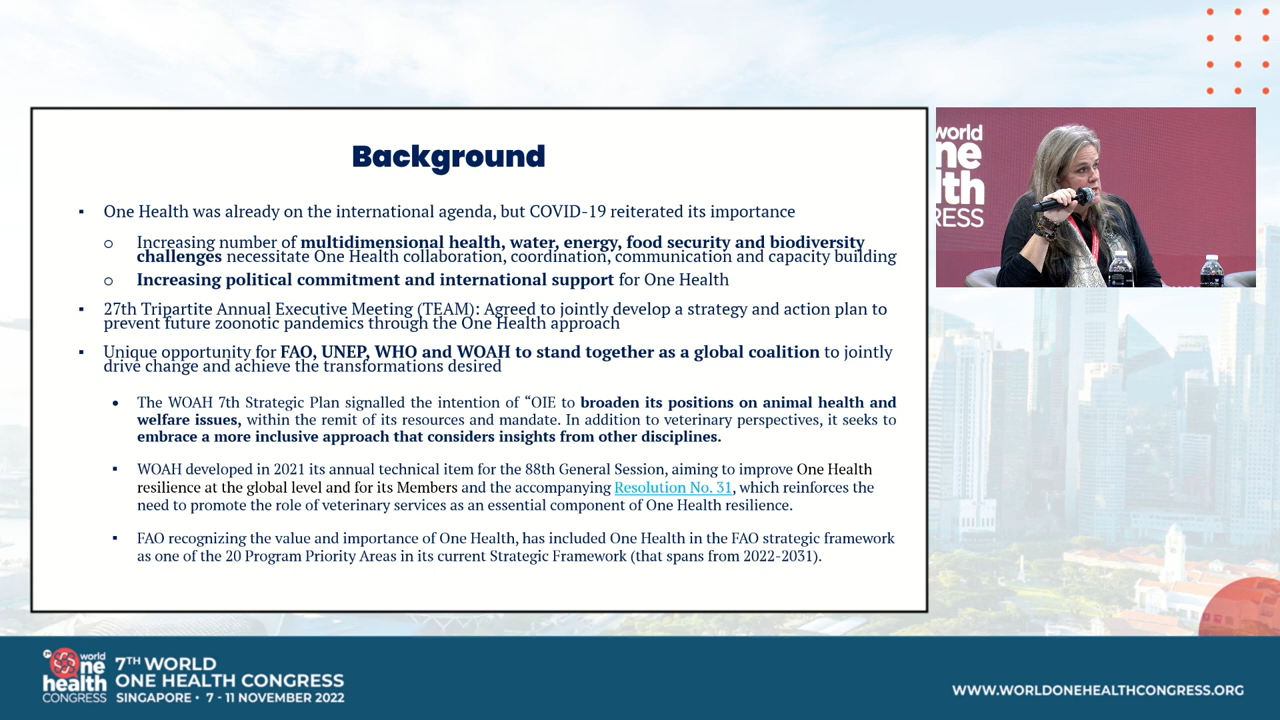 Background
▪ One Health was already on the international agenda, but COVID-19 reiterated its importance
o Increasing number of multidimensional health, water, energy, food security and biodiversity
challenges necessitate One Health collaboration, coordination, communication and capacity building
o Increasing political commitment and international support for One Health
▪ 27th Tripartite Annual Executive Meeting (TEAM): Agreed to jointly develop a strategy and action plan to
prevent future zoonotic pandemics through the One Health approach
▪ Unique opportunity for FAO, UNEP, WHO and WOAH to stand together as a global coalition to jointly
drive change and achieve the transformations desired
• The WOAH 7th Strategic Plan signalled the intention of “OIE to broaden its positions on animal health and
welfare issues, within the remit of its resources and mandate. In addition to veterinary perspectives, it seeks to
embrace a more inclusive approach that considers insights from other disciplines.
▪ WOAH developed in 2021 its annual technical item for the 88th General Session, aiming to improve One Health
resilience at the global level and for its Members and the accompanying Resolution No. 31, which reinforces the
need to promote the role of veterinary services as an essential component of One Health resilience.
▪ FAO recognizing the value and importance of One Health, has included One Health in the FAO strategic framework
as one of the 20 Program Priority Areas in its current Strategic Framework (that spans from 2022-2031).
world
ne
lth
RESS
world
One
health
CONGRESS
7TH WORLD
ONE HEALTH CONGRESS
SINGAPORE • 7 - 11 NOVEMBER 2022
WWW.WORLDONEHEALTHCONGRESS.ORG